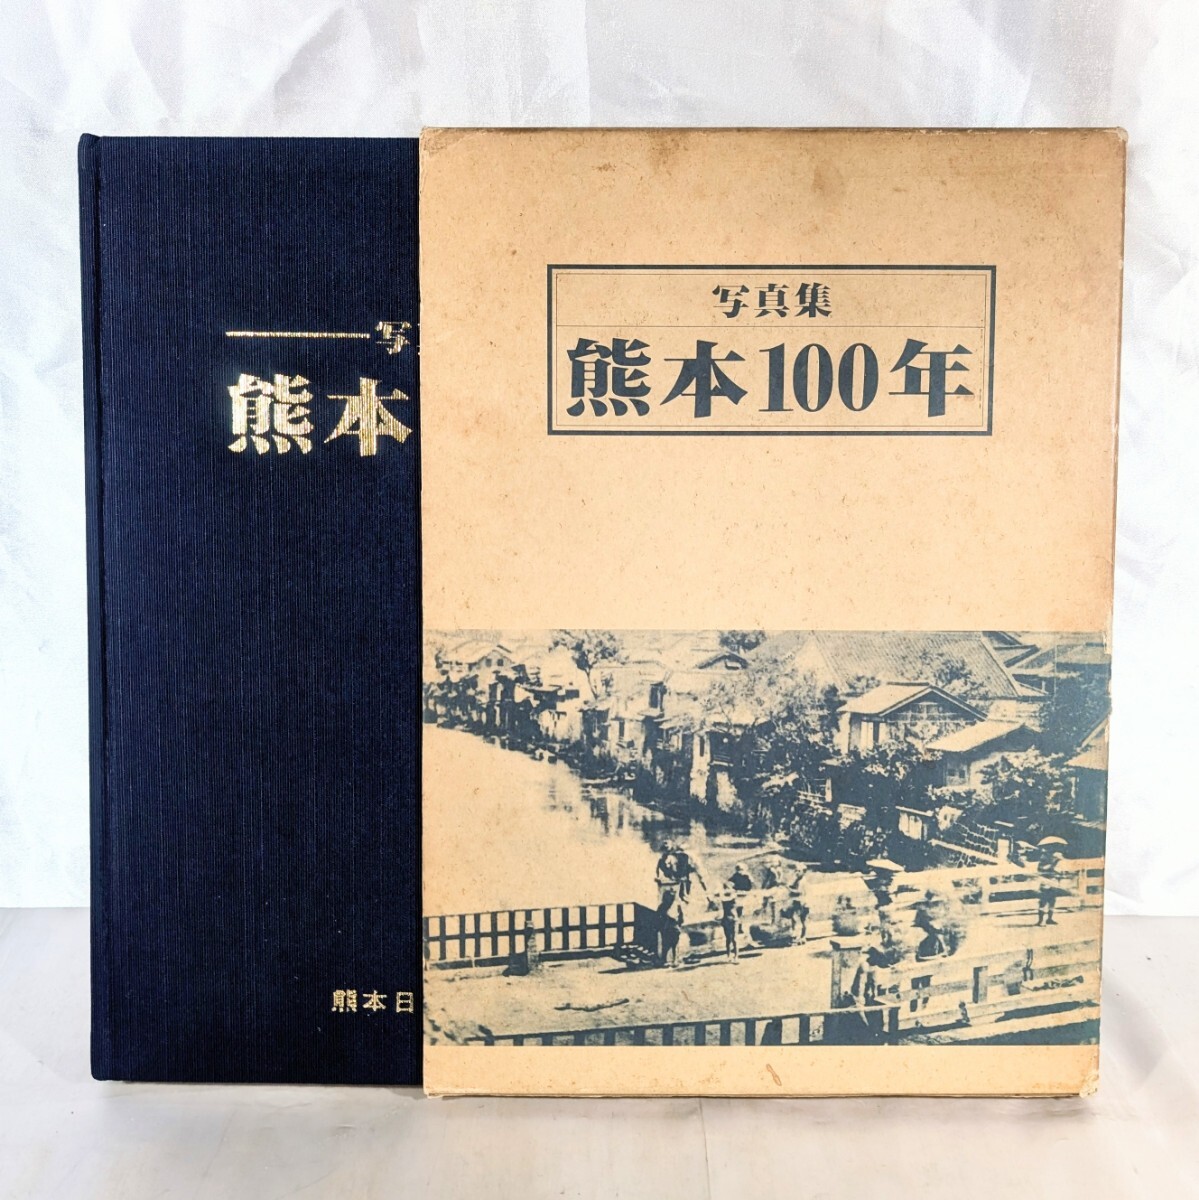 写
熊本
熊本日
写真集
熊本100年